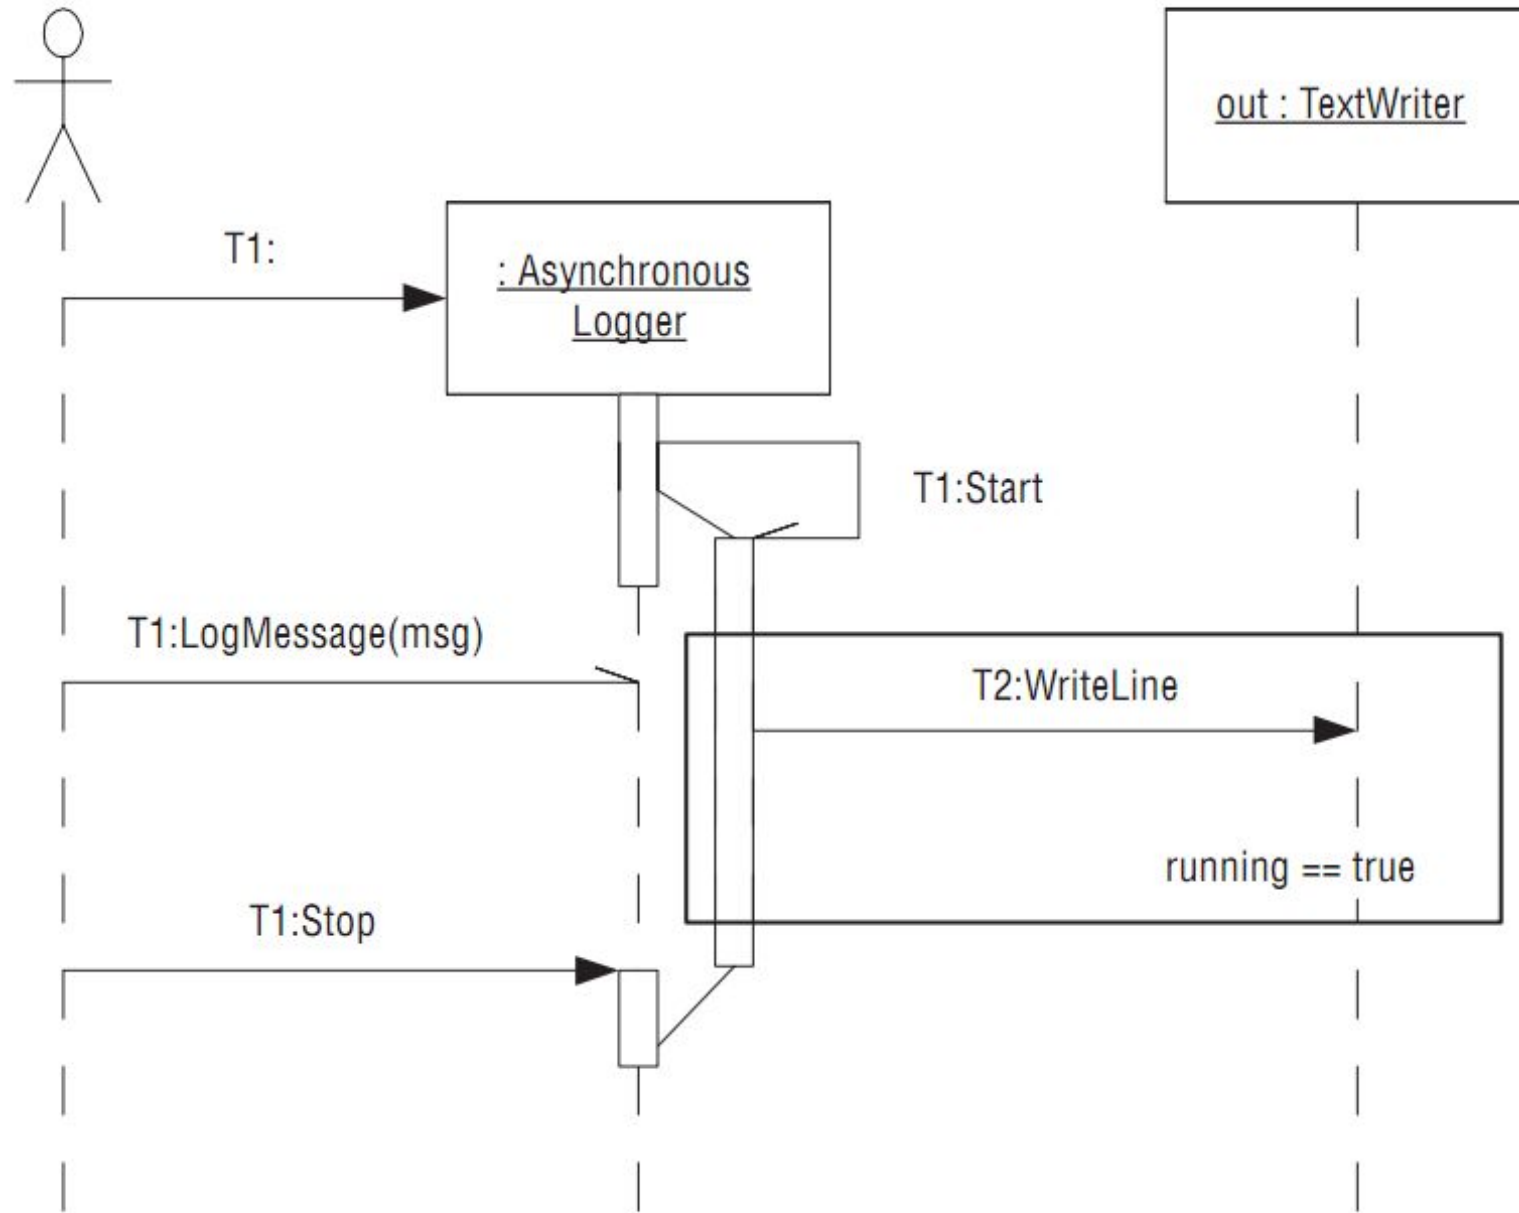 out : TextWriter
T1:
: Asynchronous
Logger
T1:Start
T1:LogMessage(msg)
T2:WriteLine
running == true
T1:Stop